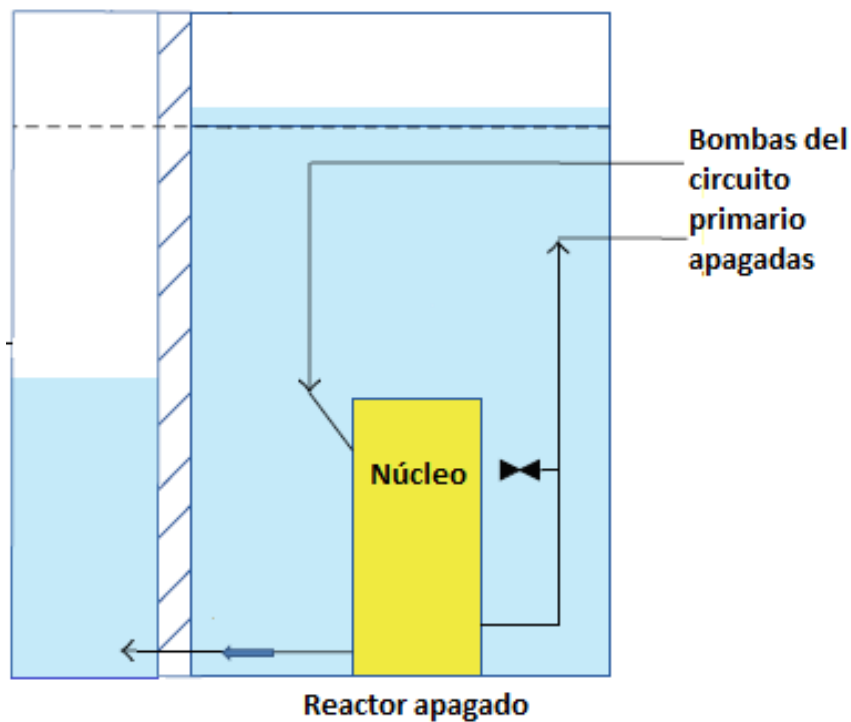 Bombas del
circuito
primario
apagadas
Núcleo
Reactor apagado